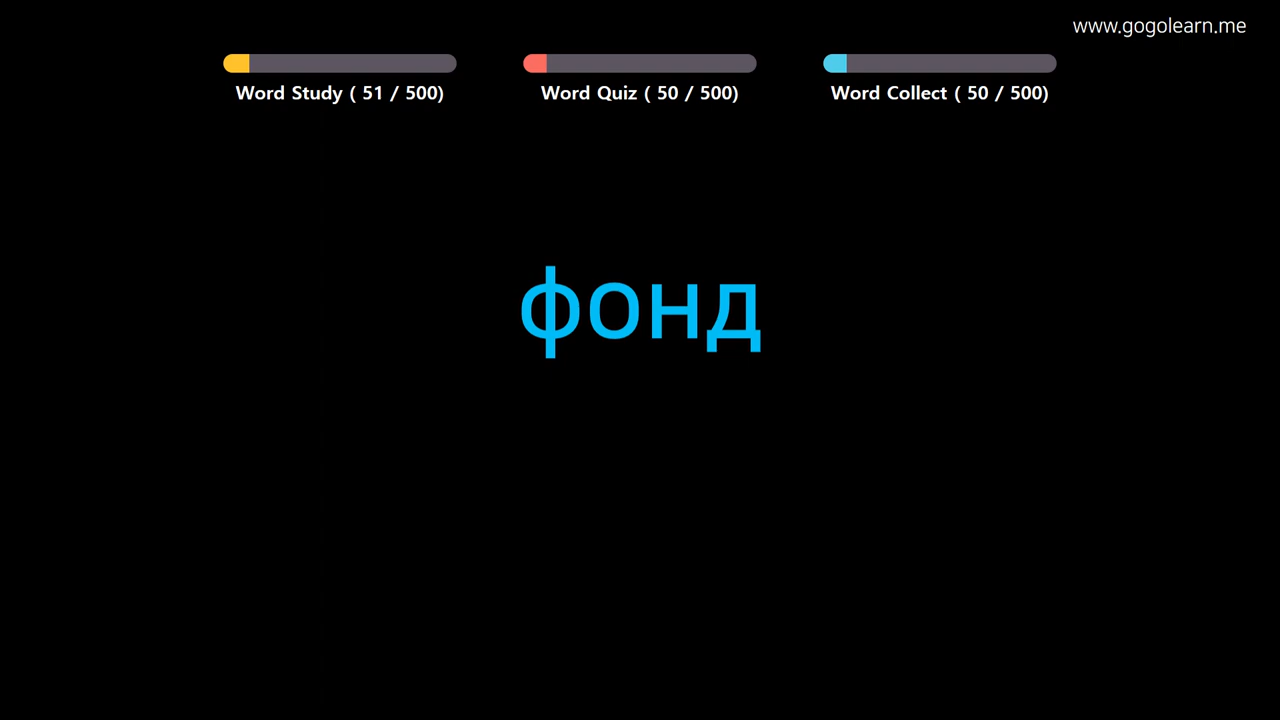 www.gogolearn.me
Word Study ( 51 / 500)
Word Quiz ( 50 / 500)
Word Collect ( 50 / 500)
фонд